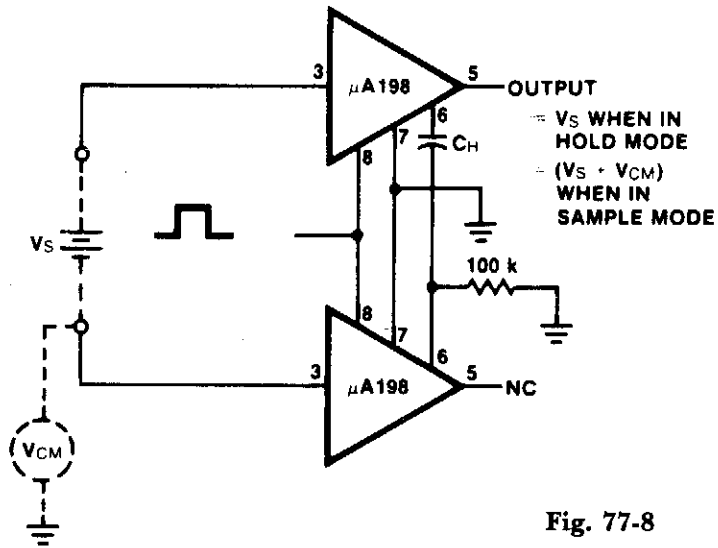 3
μA198
5
OUTPUT
6
7
8
CH
= VS WHEN IN
HOLD MODE
= (VS + VCM)
WHEN IN
SAMPLE MODE
VS
100 k
8
7
6
3
μA198
5
NC
VCM
Fig. 77-8